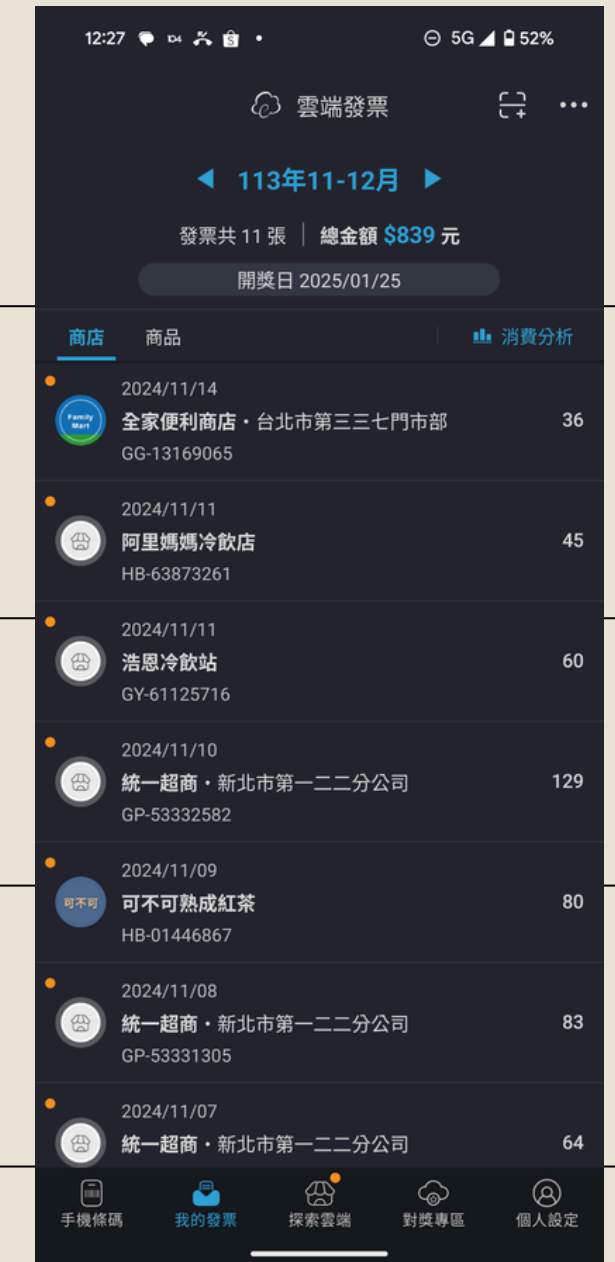 12:27
5G 52%
雲端發票
113年11-12月
發票共 11 張 總金額 $839 元
開獎日 2025/01/25
商店 商品 消費分析
2024/11/14
Family
Mart
全家便利商店・台北市第三三七門市部 36
GG-13169065
2024/11/11
阿里媽媽冷飲店 45
HB-63873261
2024/11/11
浩恩冷飲站 60
GY-61125716
2024/11/10
統一超商・新北市第一二二分公司 129
GP-53332582
2024/11/09
可不可
可不可熟成紅茶 80
HB-01446867
2024/11/08
統一超商・新北市第一二二分公司 83
GP-53331305
2024/11/07
統一超商・新北市第一二二分公司 64
手機條碼 我的發票 探索雲端 對獎專區 個人設定